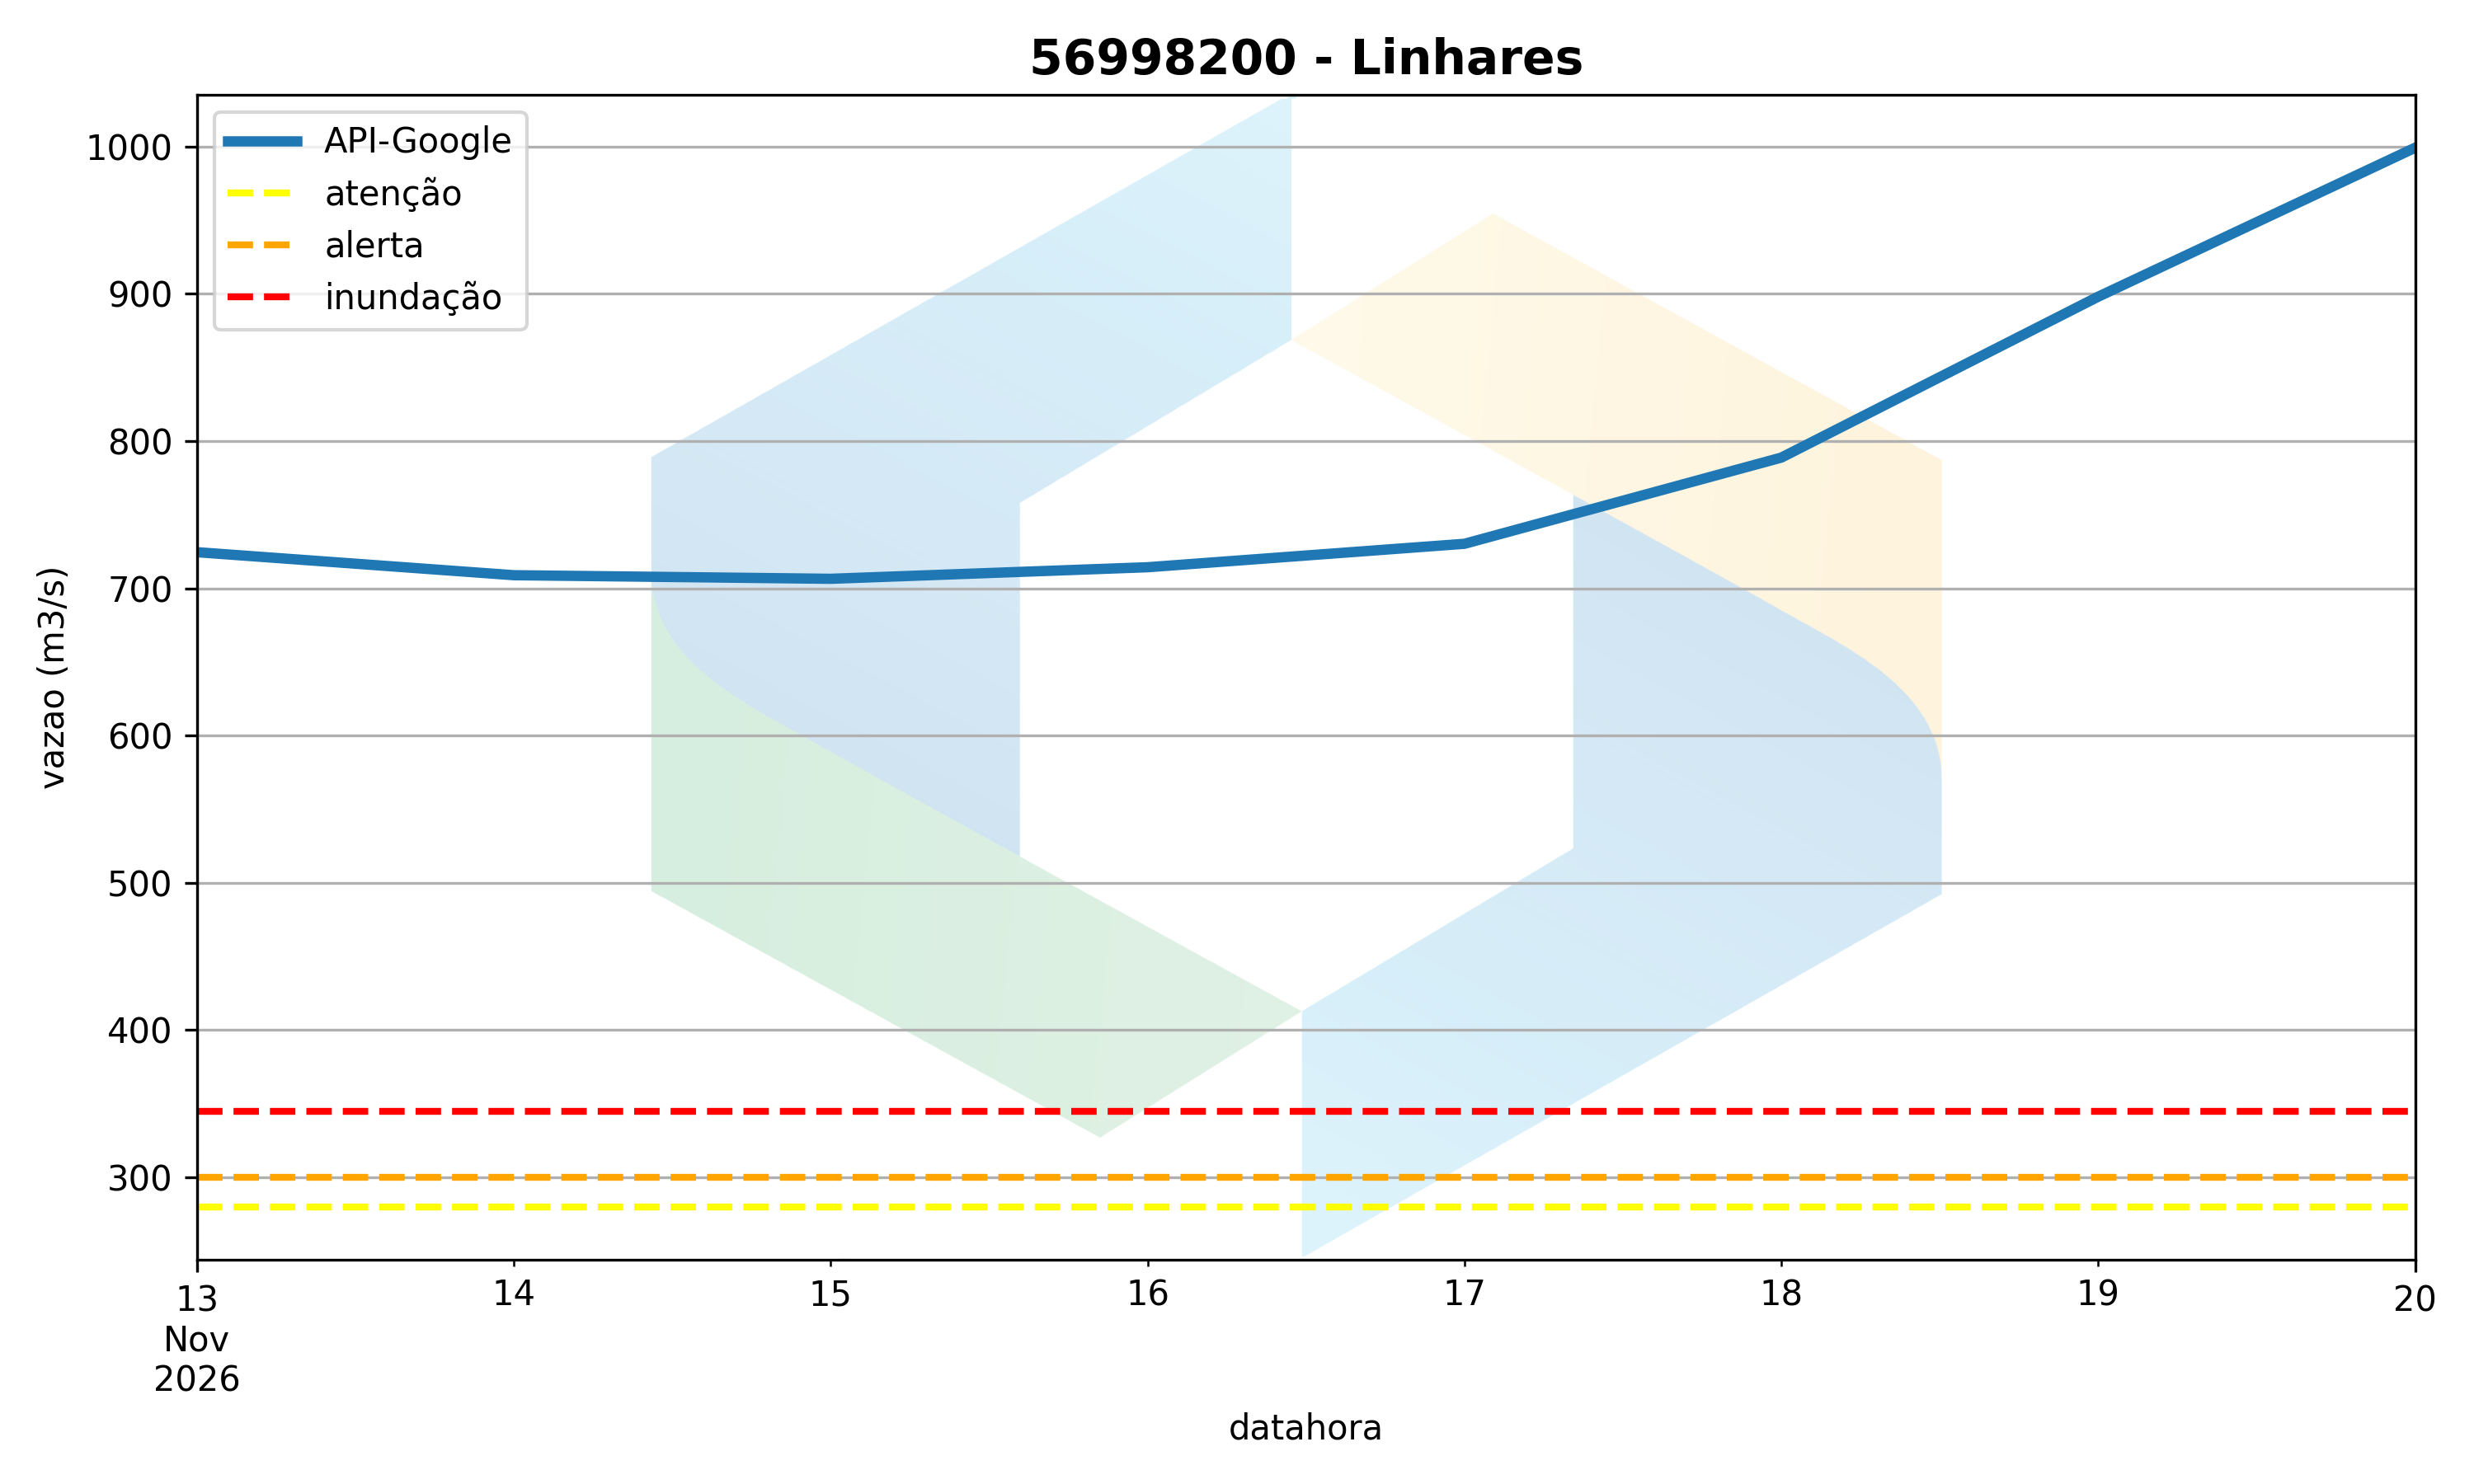 56998200 - Linhares
API-Google
atenção
alerta
inundação
1000
900
800
700
600
500
400
300
vazao (m3/s)
13 14 15 16 17 18 19 20
Nov
2026
datahora